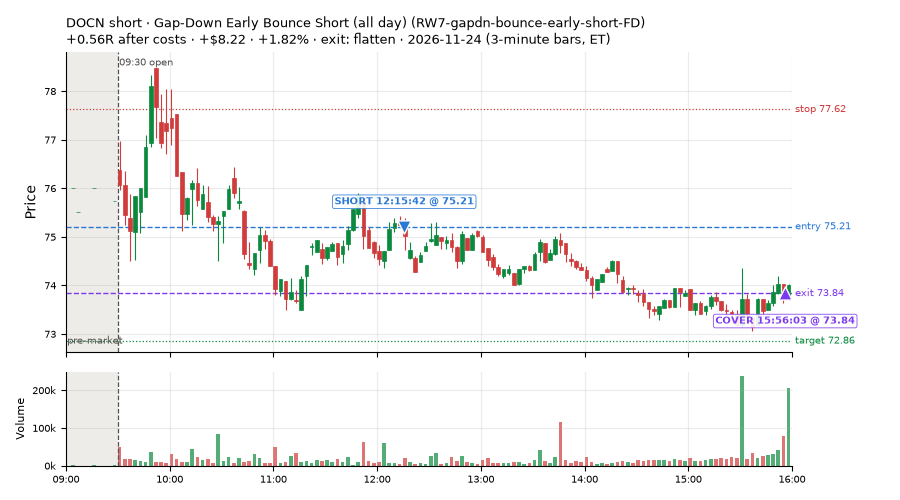 DOCN short · Gap-Down Early Bounce Short (all day) (RW7-gapdn-bounce-early-short-FD)
+0.56R after costs · +$8.22 · +1.82% · exit: flatten · 2026-11-24 (3-minute bars, ET)
09:30 open
78
77
76
75
74
73
Price
stop 77.62
SHORT 12:15:42 @ 75.21
entry 75.21
exit 73.84
COVER 15:56:03 @ 73.84
pre-market
target 72.86
200k
100k
0k
Volume
09:00
10:00
11:00
12:00
13:00
14:00
15:00
16:00